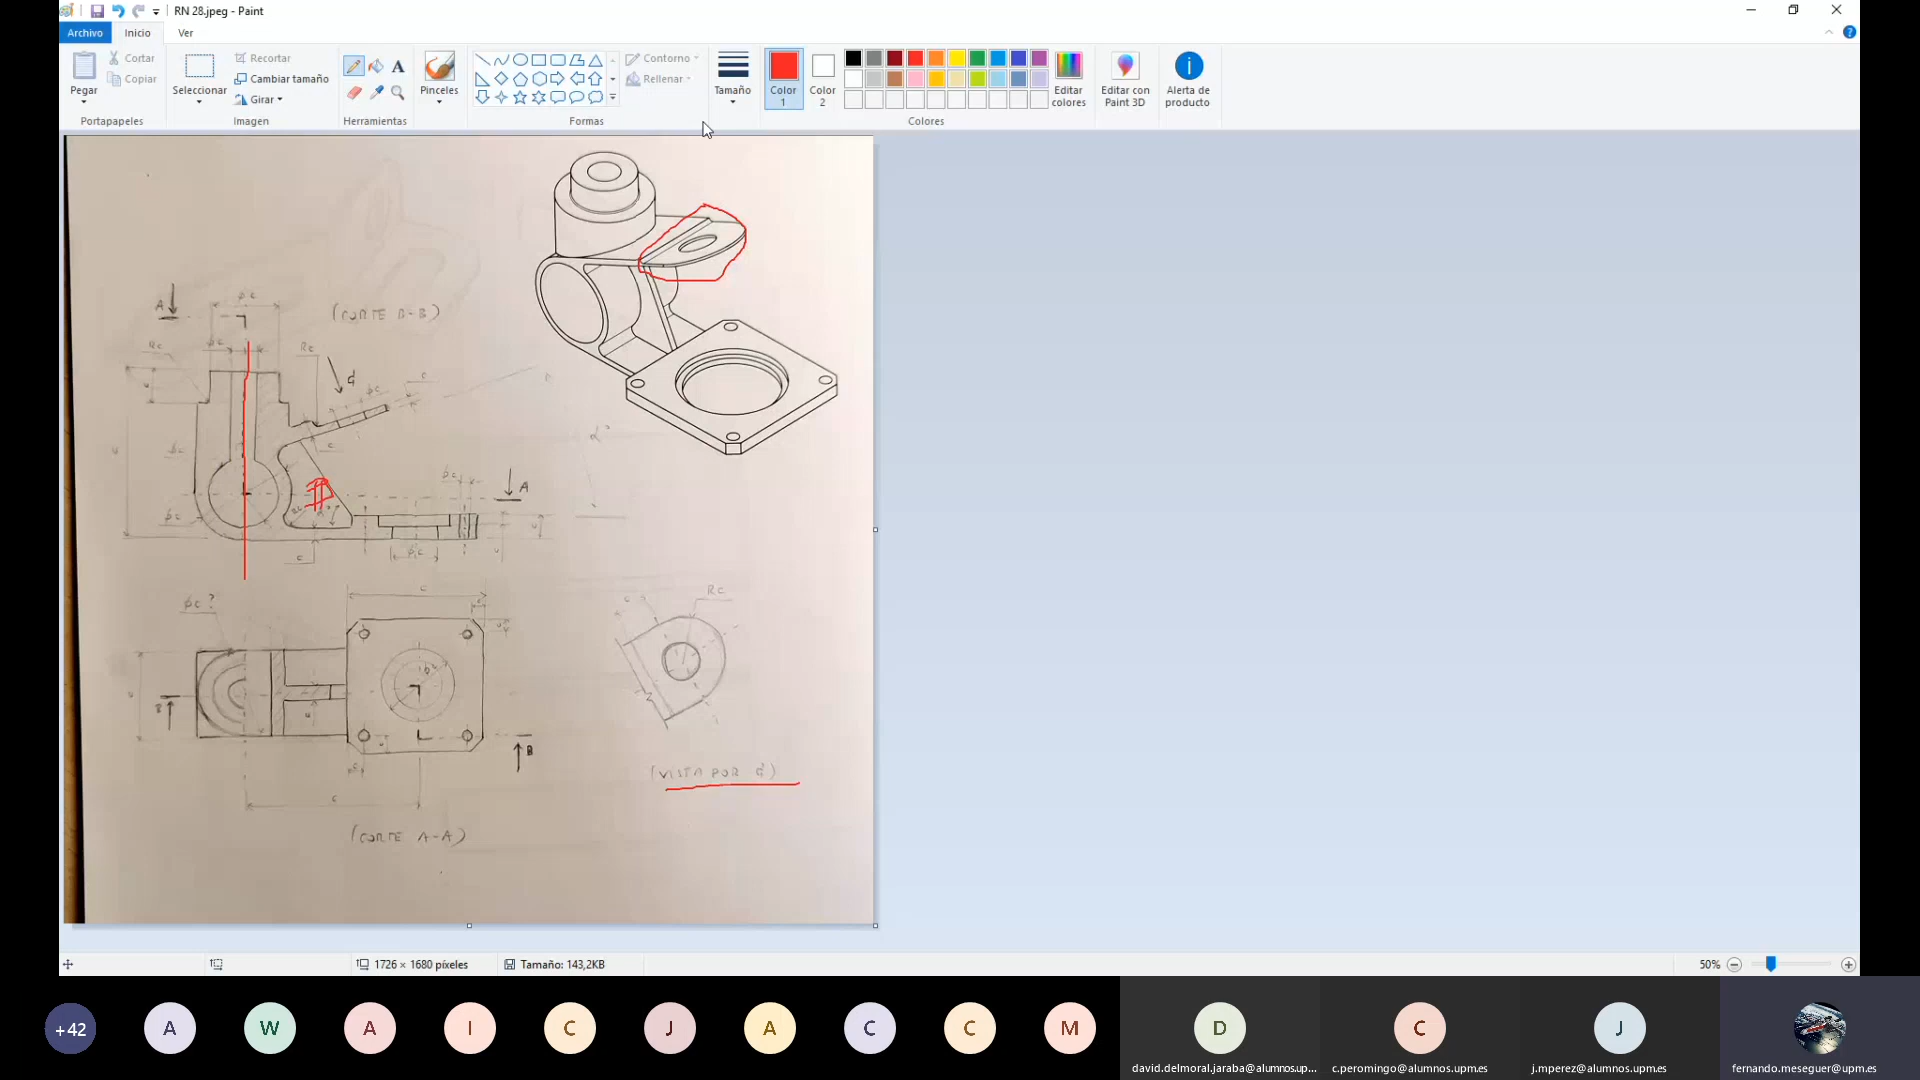 RN 28.jpeg - Paint
Archivo
Inicio
Ver
Pegar
Cortar
Copiar
Portapapeles
Seleccionar
Recortar
Cambiar tamaño
Girar
Imagen
A
Herramientas
Pinceles
Contorno
Rellenar
Formas
Tamaño
Color 1
Color 2
Editar colores
Colores
Editar con Paint 3D
Alerta de producto
A
(CORTE B-B)
d
A
B
B
(CORTE A-A)
Rc
(VISTA POR d)
1726 × 1680 píxeles
Tamaño: 143,2KB
50%
+42
A
W
A
I
C
J
A
C
C
M
D
C
J
david.delmoral.jaraba@alumnos.up...
c.peromingo@alumnos.upm.es
j.mperez@alumnos.upm.es
fernando.meseguer@upm.es